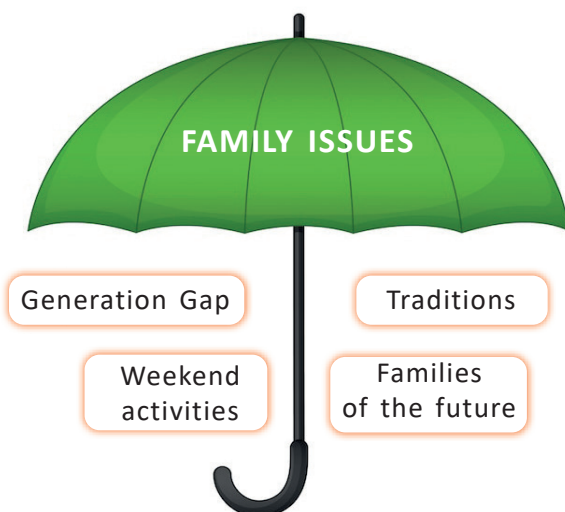 FAMILY ISSUES
Generation Gap
Traditions
Weekend
activities
Families
of the future